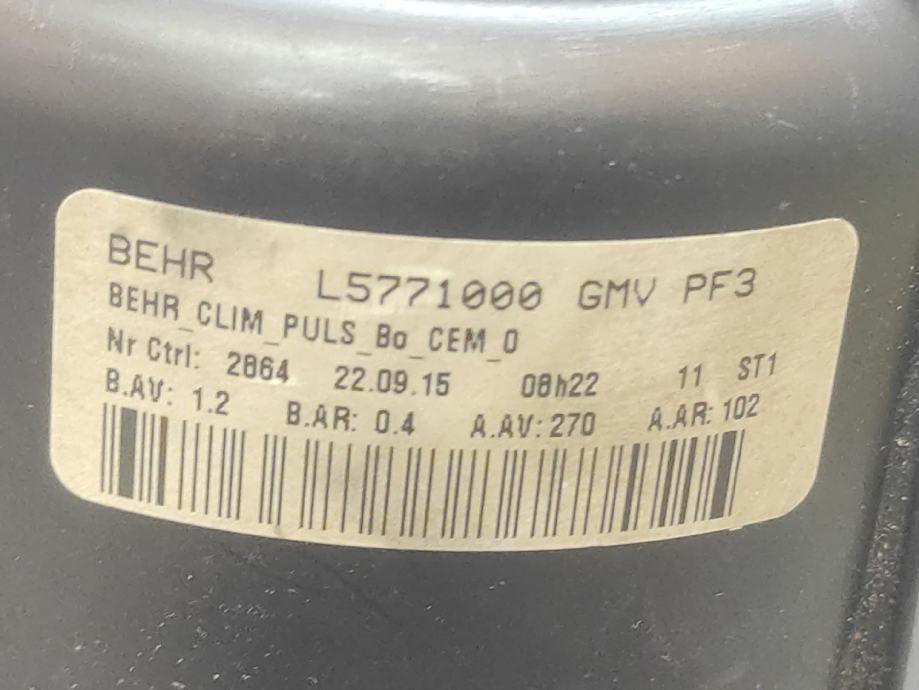 BEHR L5771000 GMV PF3
BEHR_CLIM_PULS_Bo_CEM_0
Nr Ctrl: 2864 22.09.15 08h22 11 ST1
B.AV: 1.2 B.AR: 0.4 A.AV: 270 A.AR: 102